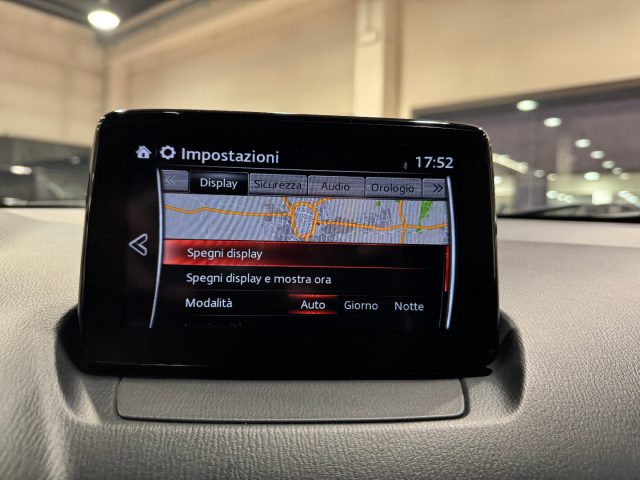 Impostazioni 17:52
Display Sicurezza Audio Orologio
Spegni display
Spegni display e mostra ora
Modalità Auto Giorno Notte